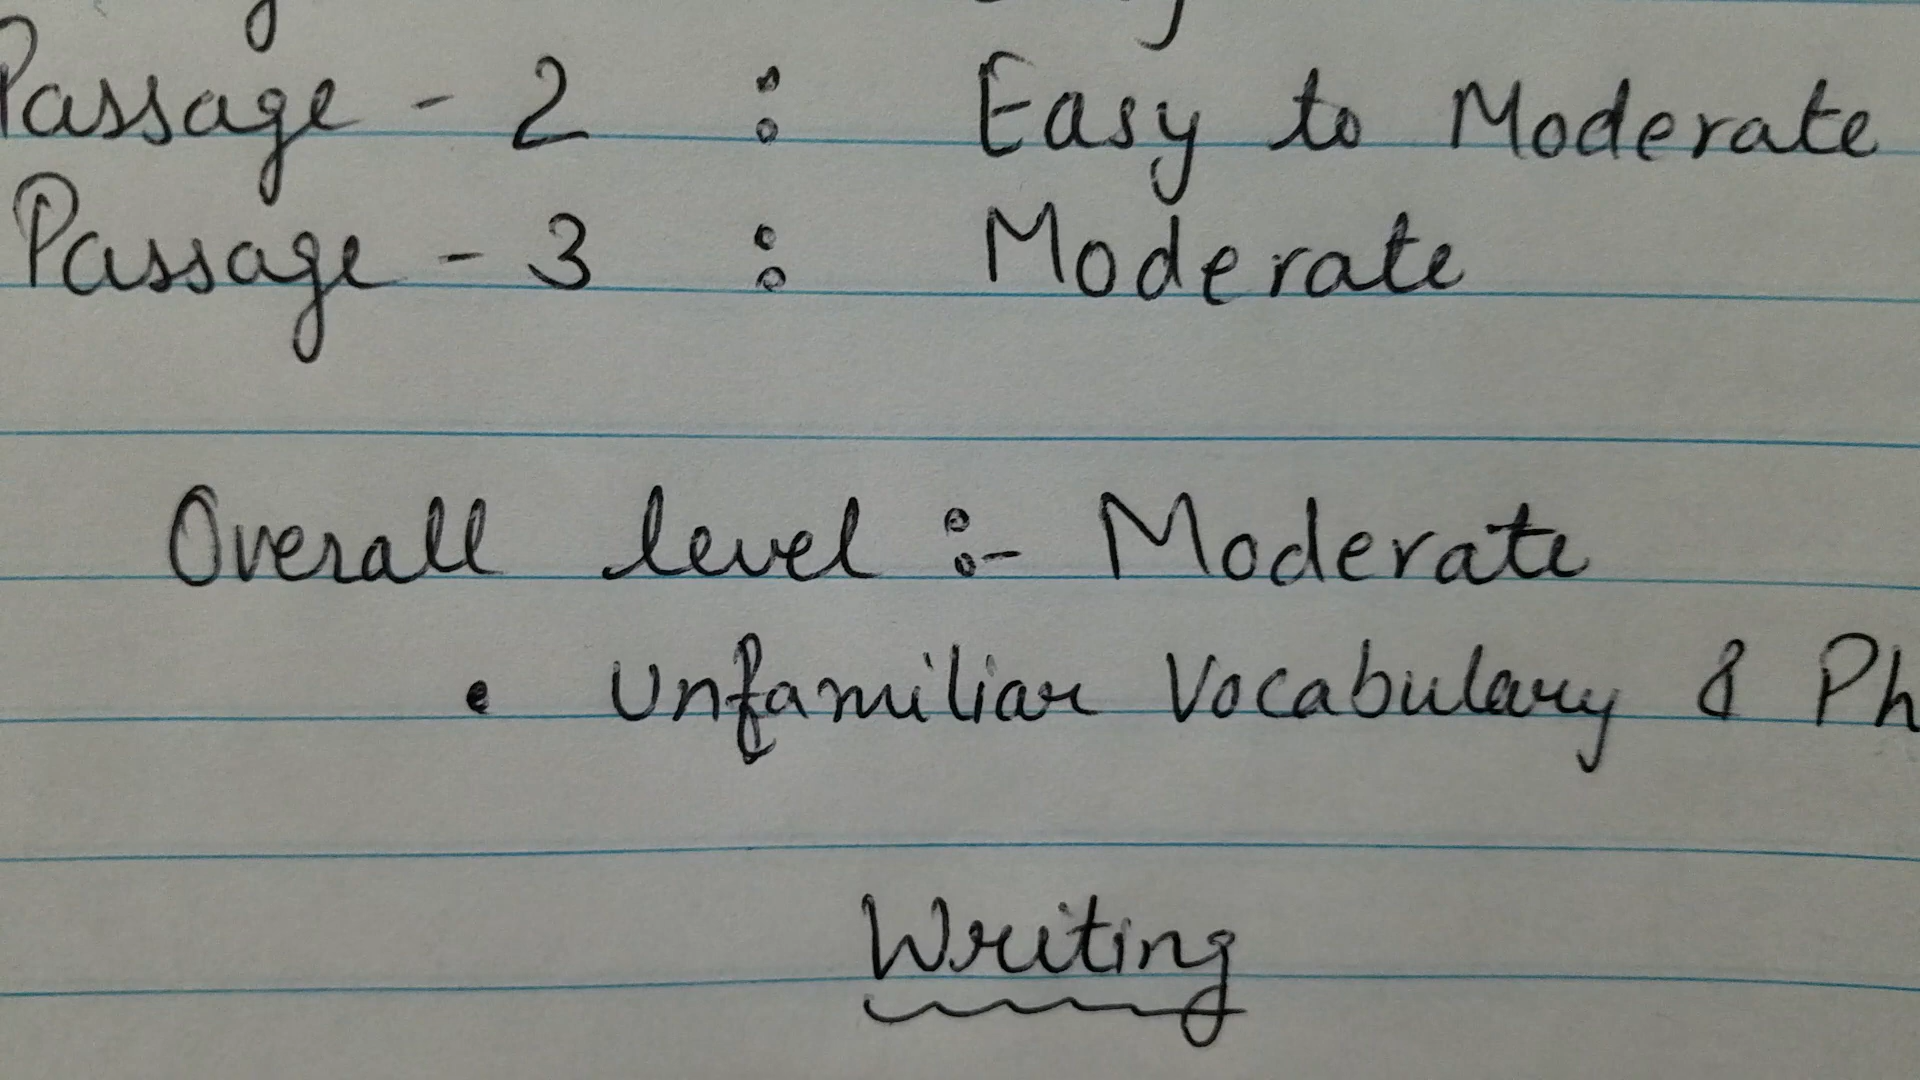 Passage - 2 : Easy to Moderate
Passage - 3 : Moderate
Overall level :- Moderate
• Unfamiliar Vocabulary & Ph
Writing